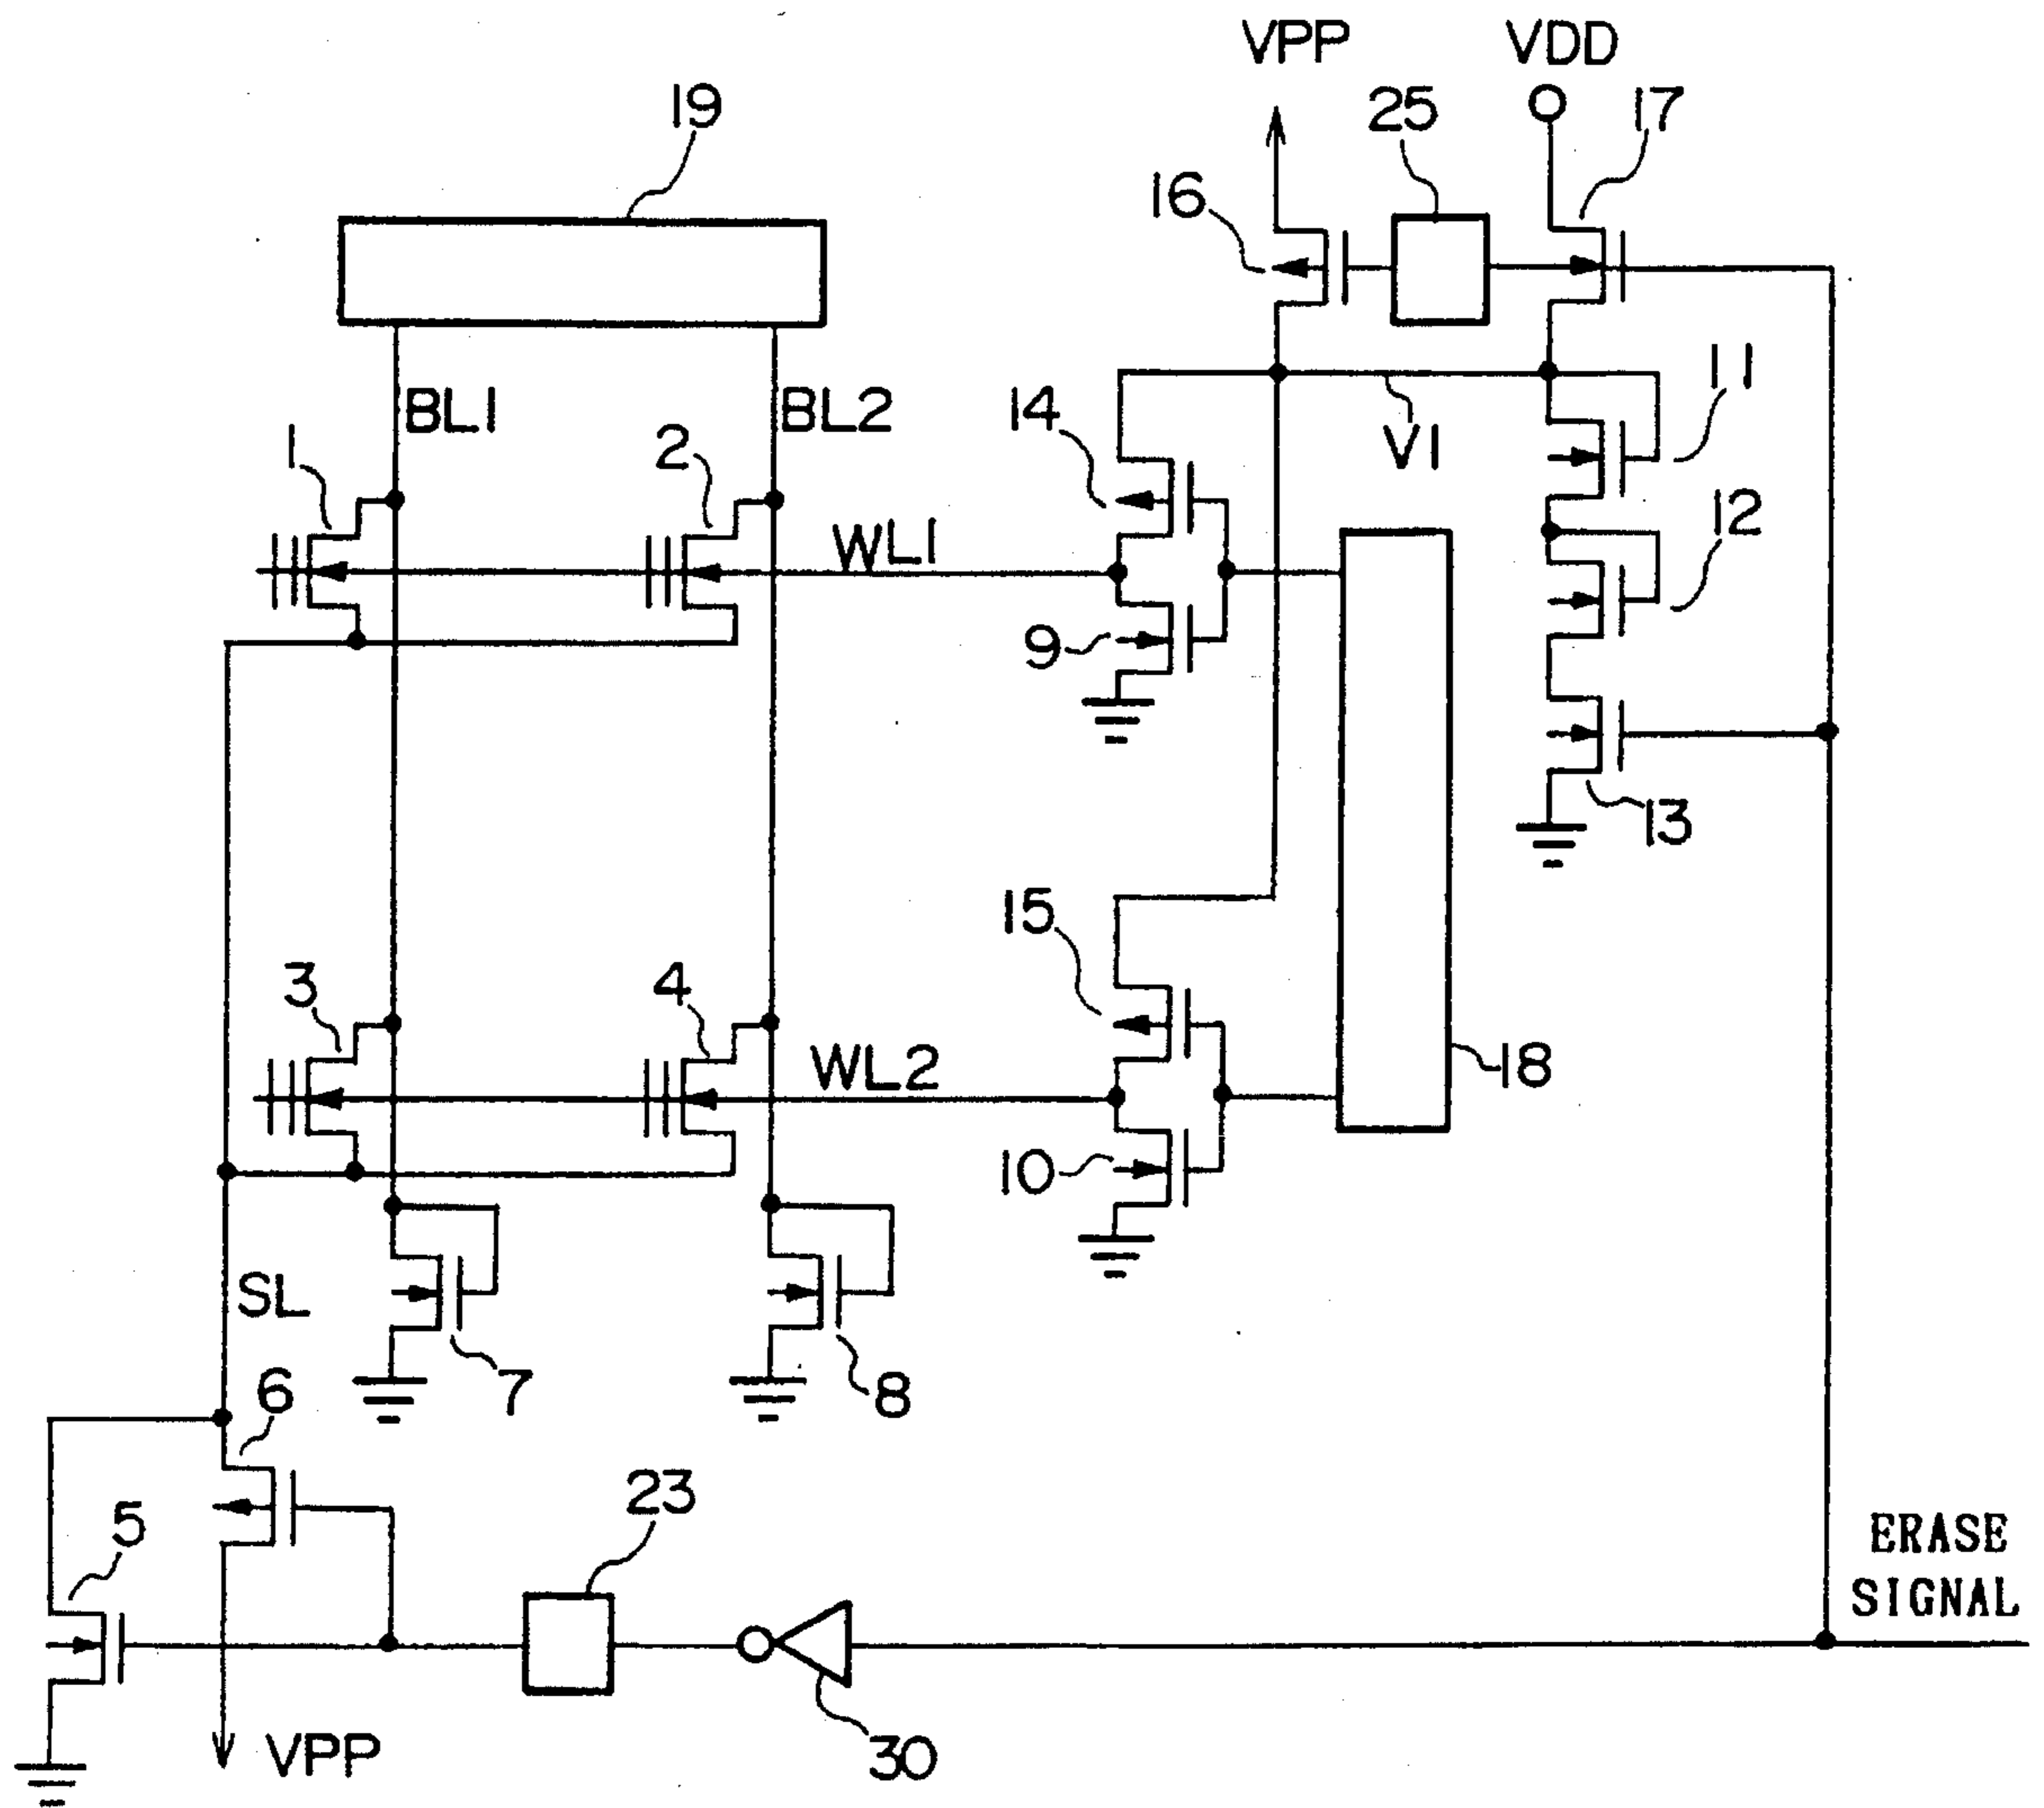 VPP VDD
19 25 17
16
BL1 BL2 14 V1 11
1 2 12
WL1
9
13
15
3 4
WL2 18
10
SL
7 8
6
23
5 ERASE
SIGNAL
VPP 30